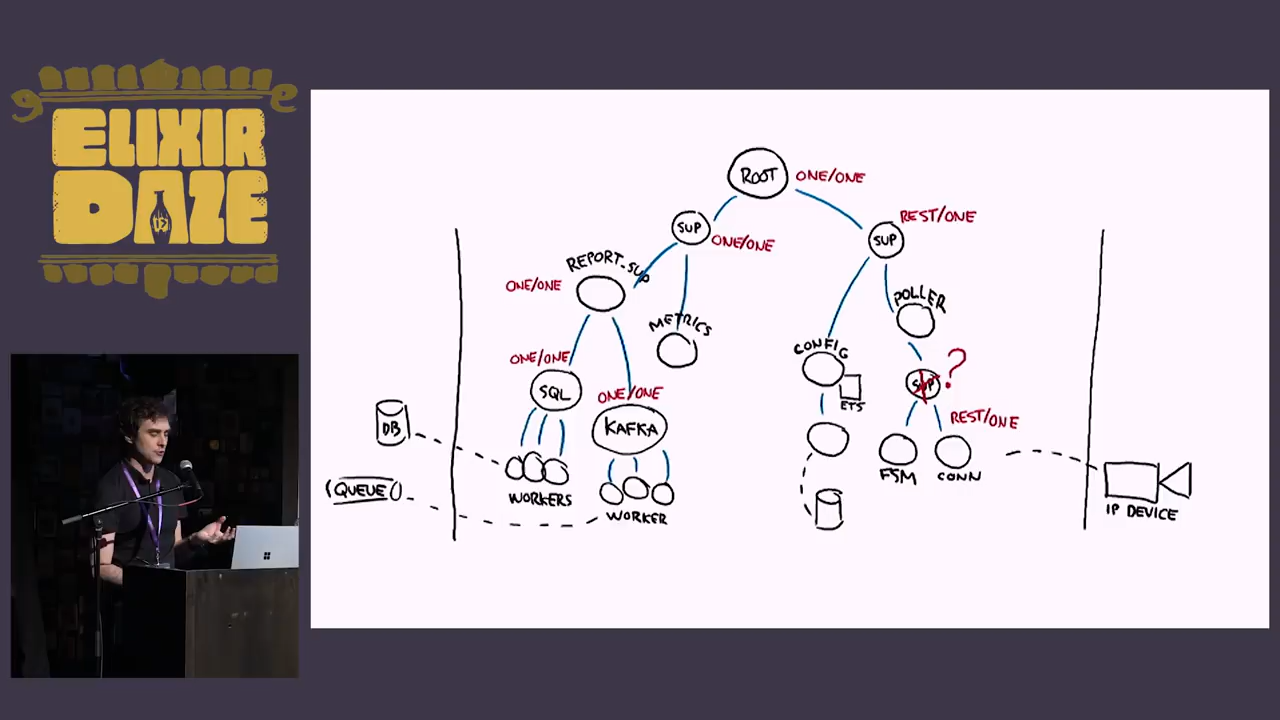 ELIXIR
DAZE
ROOT
ONE/ONE
SUP
ONE/ONE
REST/ONE
SUP
REPORT_SUP
ONE/ONE
METRICS
POLLER
CONFIG
ETS
SUP
?
ONE/ONE
SQL
ONE/ONE
KAFKA
REST/ONE
FSM
CONN
DB
QUEUE
WORKERS
WORKER
IP DEVICE